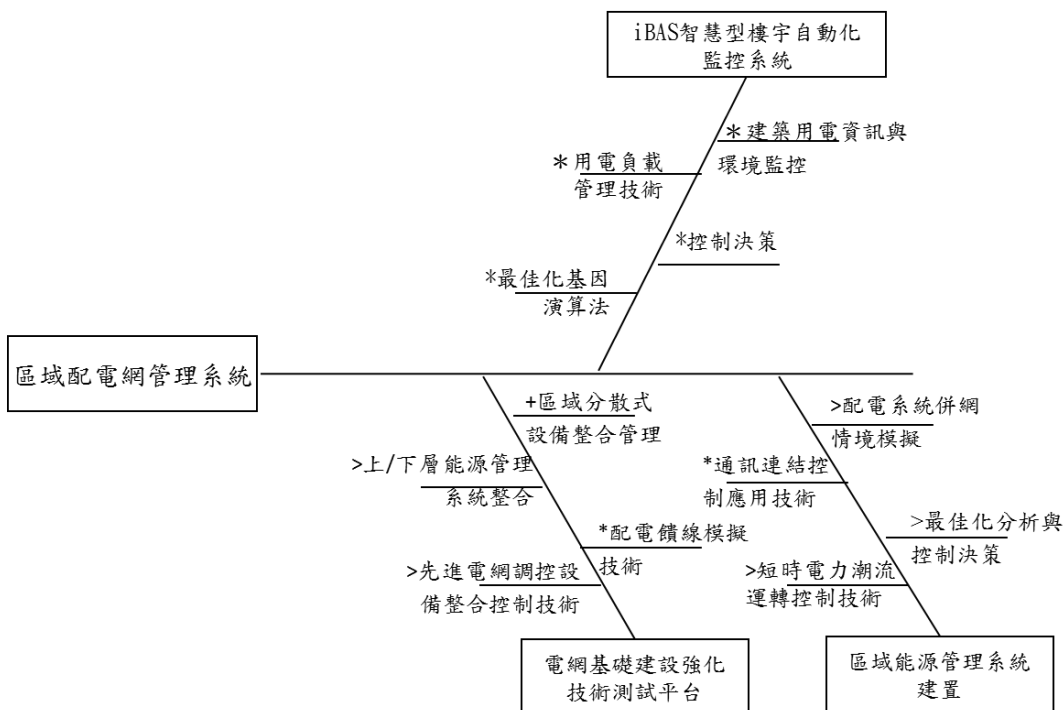 iBAS智慧型樓宇自動化
監控系統
＊建築用電資訊與
環境監控
＊用電負載
管理技術
*控制決策
*最佳化基因
演算法
區域配電網管理系統
+區域分散式
設備整合管理
>上/下層能源管理
系統整合
*配電饋線模擬
技術
>先進電網調控設
備整合控制技術
>配電系統併網
情境模擬
*通訊連結控
制應用技術
>最佳化分析與
控制決策
>短時電力潮流
運轉控制技術
電網基礎建設強化
技術測試平台
區域能源管理系統
建置